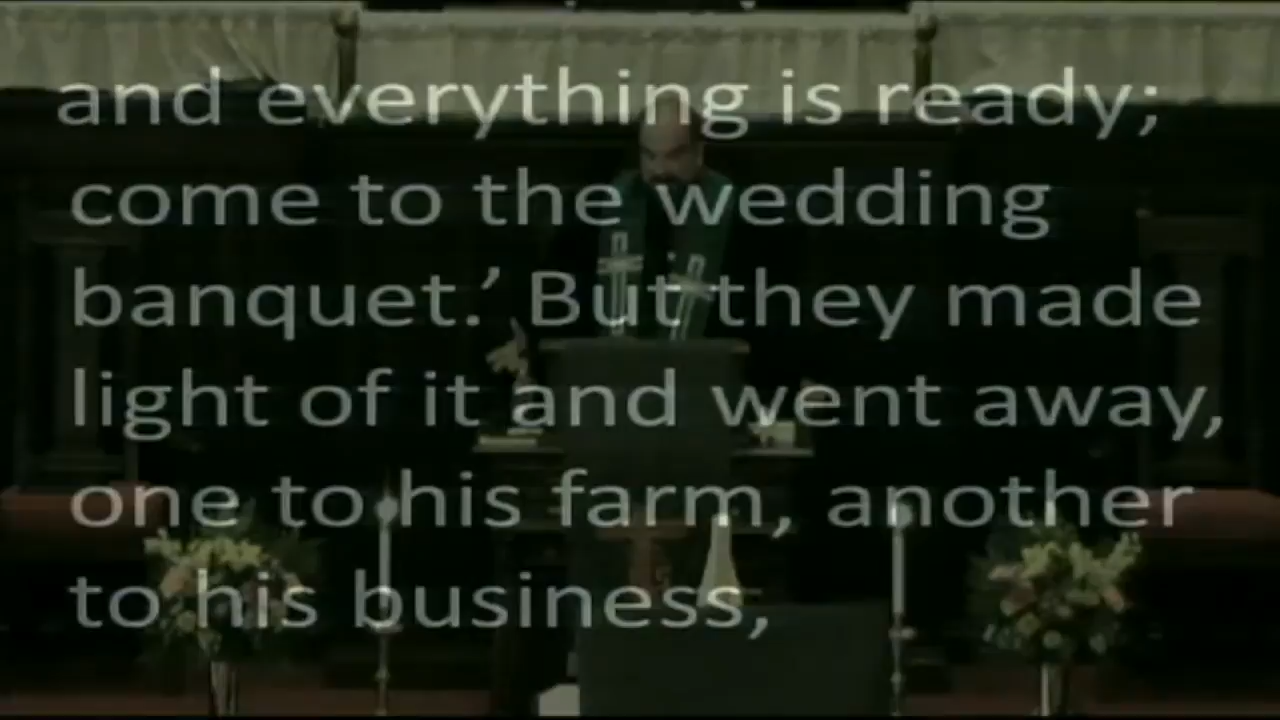 and everything is ready;
come to the wedding
banquet.’ But they made
light of it and went away,
one to his farm, another
to his business,